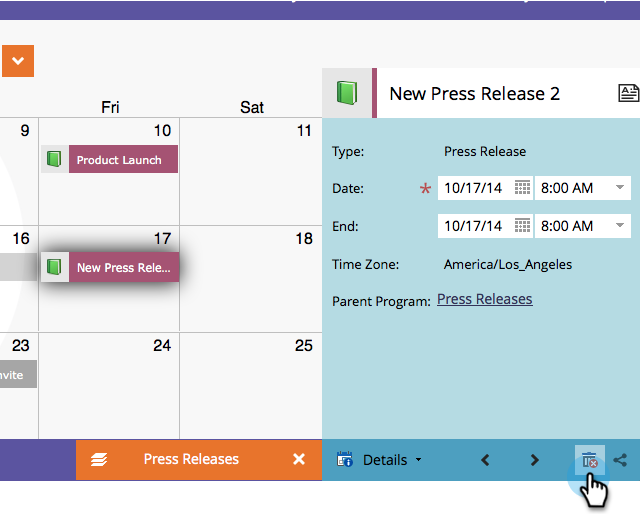 Fri Sat
9 10 11
Product Launch
16 17 18
New Press Rele...
23 24 25
nvite
Press Releases
New Press Release 2
Type: Press Release
Date: * 10/17/14 8:00 AM
End: 10/17/14 8:00 AM
Time Zone: America/Los_Angeles
Parent Program: Press Releases
Details